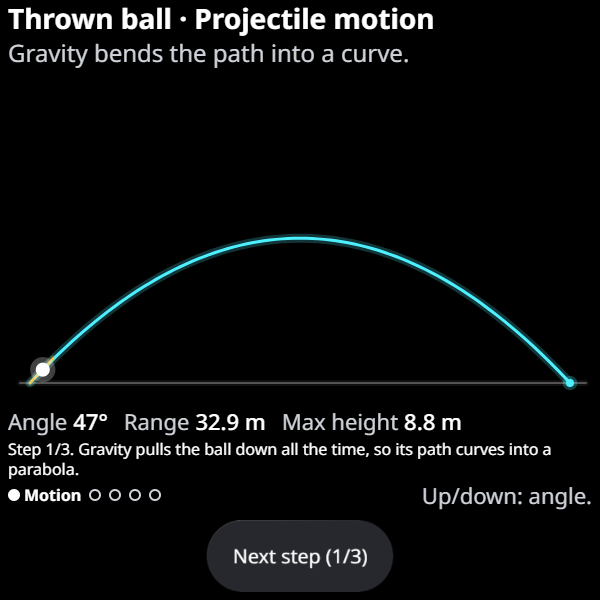 Thrown ball · Projectile motion
Gravity bends the path into a curve.
Angle 47° Range 32.9 m Max height 8.8 m
Step 1/3. Gravity pulls the ball down all the time, so its path curves into a
parabola.
Motion
Up/down: angle.
Next step (1/3)